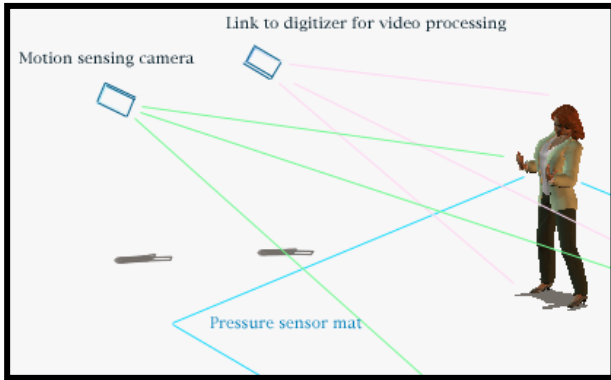 Link to digitizer for video processing
Motion sensing camera
Pressure sensor mat